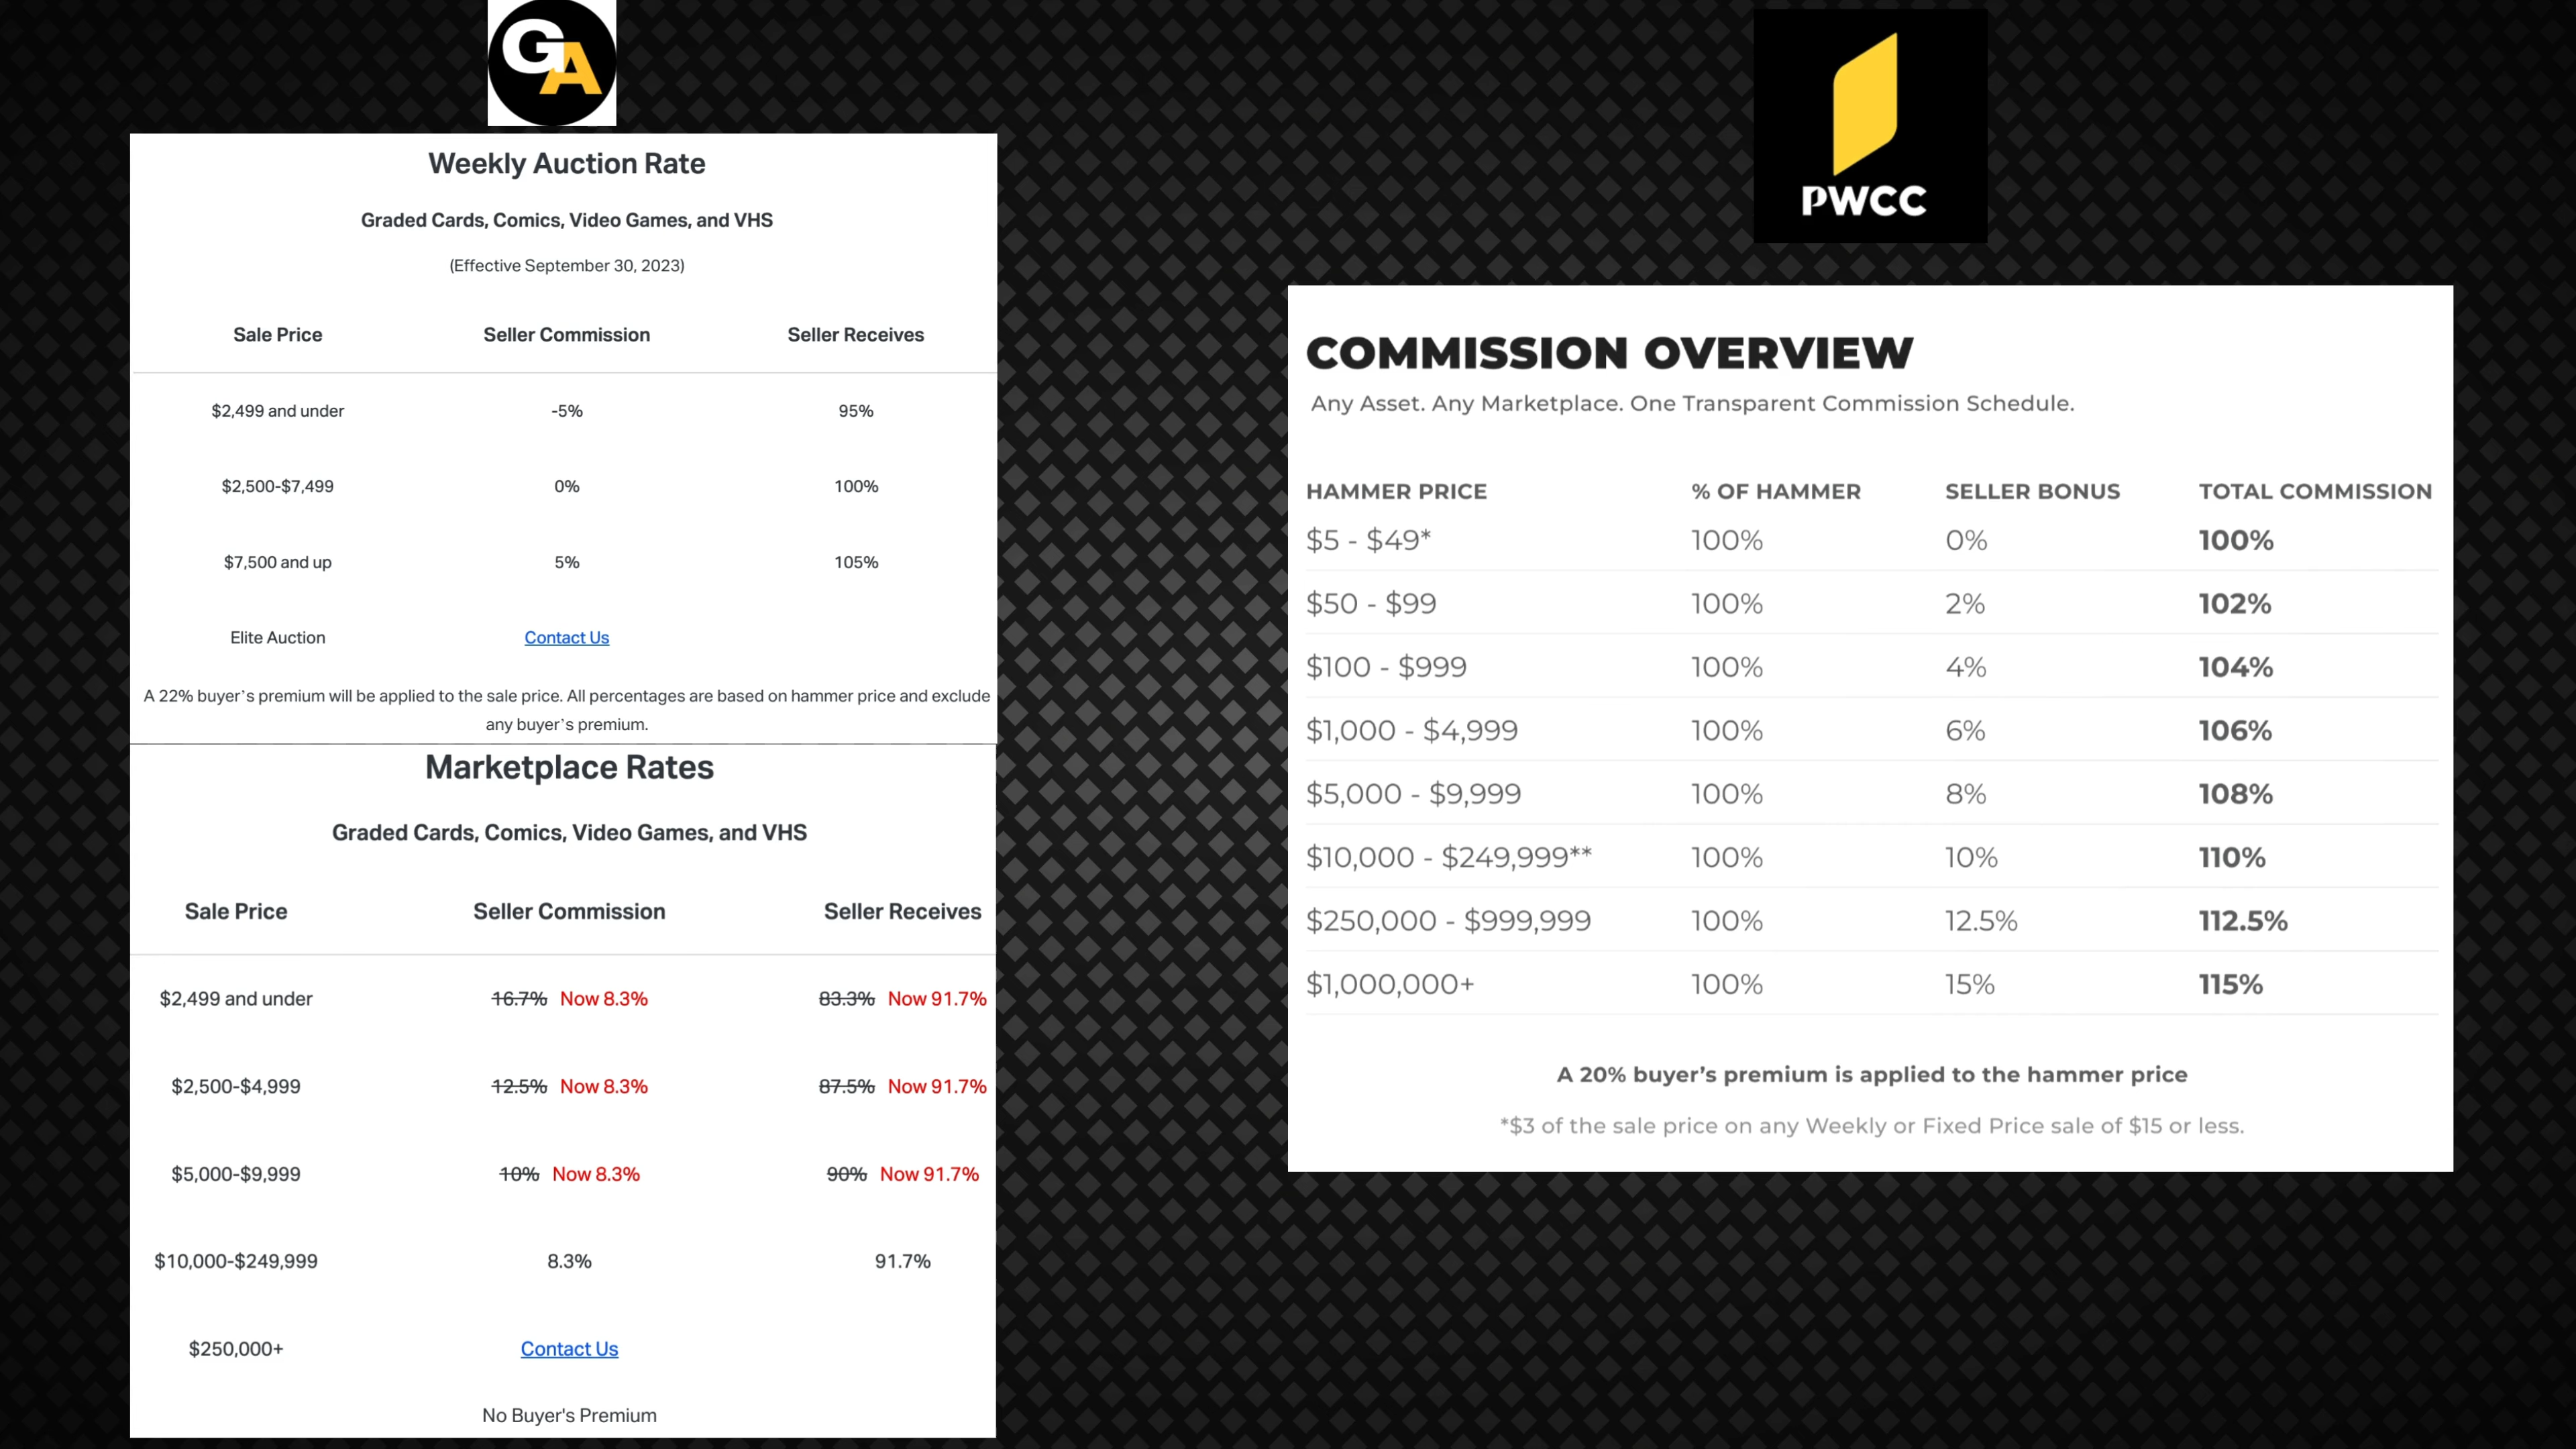 GA
Weekly Auction Rate
Graded Cards, Comics, Video Games, and VHS
(Effective September 30, 2023)
Sale Price Seller Commission Seller Receives
$2,499 and under -5% 95%
$2,500-$7,499 0% 100%
$7,500 and up 5% 105%
Elite Auction Contact Us
A 22% buyer's premium will be applied to the sale price. All percentages are based on hammer price and exclude
any buyer's premium.
Marketplace Rates
Graded Cards, Comics, Video Games, and VHS
Sale Price Seller Commission Seller Receives
$2,499 and under 16.7% Now 8.3% 83.3% Now 91.7%
$2,500-$4,999 12.5% Now 8.3% 87.5% Now 91.7%
$5,000-$9,999 10% Now 8.3% 90% Now 91.7%
$10,000-$249,999 8.3% 91.7%
$250,000+ Contact Us
No Buyer's Premium
PWCC
COMMISSION OVERVIEW
Any Asset. Any Marketplace. One Transparent Commission Schedule.
HAMMER PRICE % OF HAMMER SELLER BONUS TOTAL COMMISSION
$5 - $49* 100% 0% 100%
$50 - $99 100% 2% 102%
$100 - $999 100% 4% 104%
$1,000 - $4,999 100% 6% 106%
$5,000 - $9,999 100% 8% 108%
$10,000 - $249,999** 100% 10% 110%
$250,000 - $999,999 100% 12.5% 112.5%
$1,000,000+ 100% 15% 115%
A 20% buyer's premium is applied to the hammer price
*$3 of the sale price on any Weekly or Fixed Price sale of $15 or less.